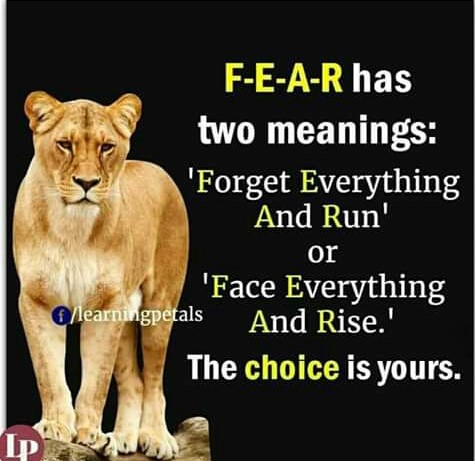 F-E-A-R has
two meanings:
'Forget Everything
And Run'
or
'Face Everything
And Rise.'
f/learningpetals
The choice is yours.
LP